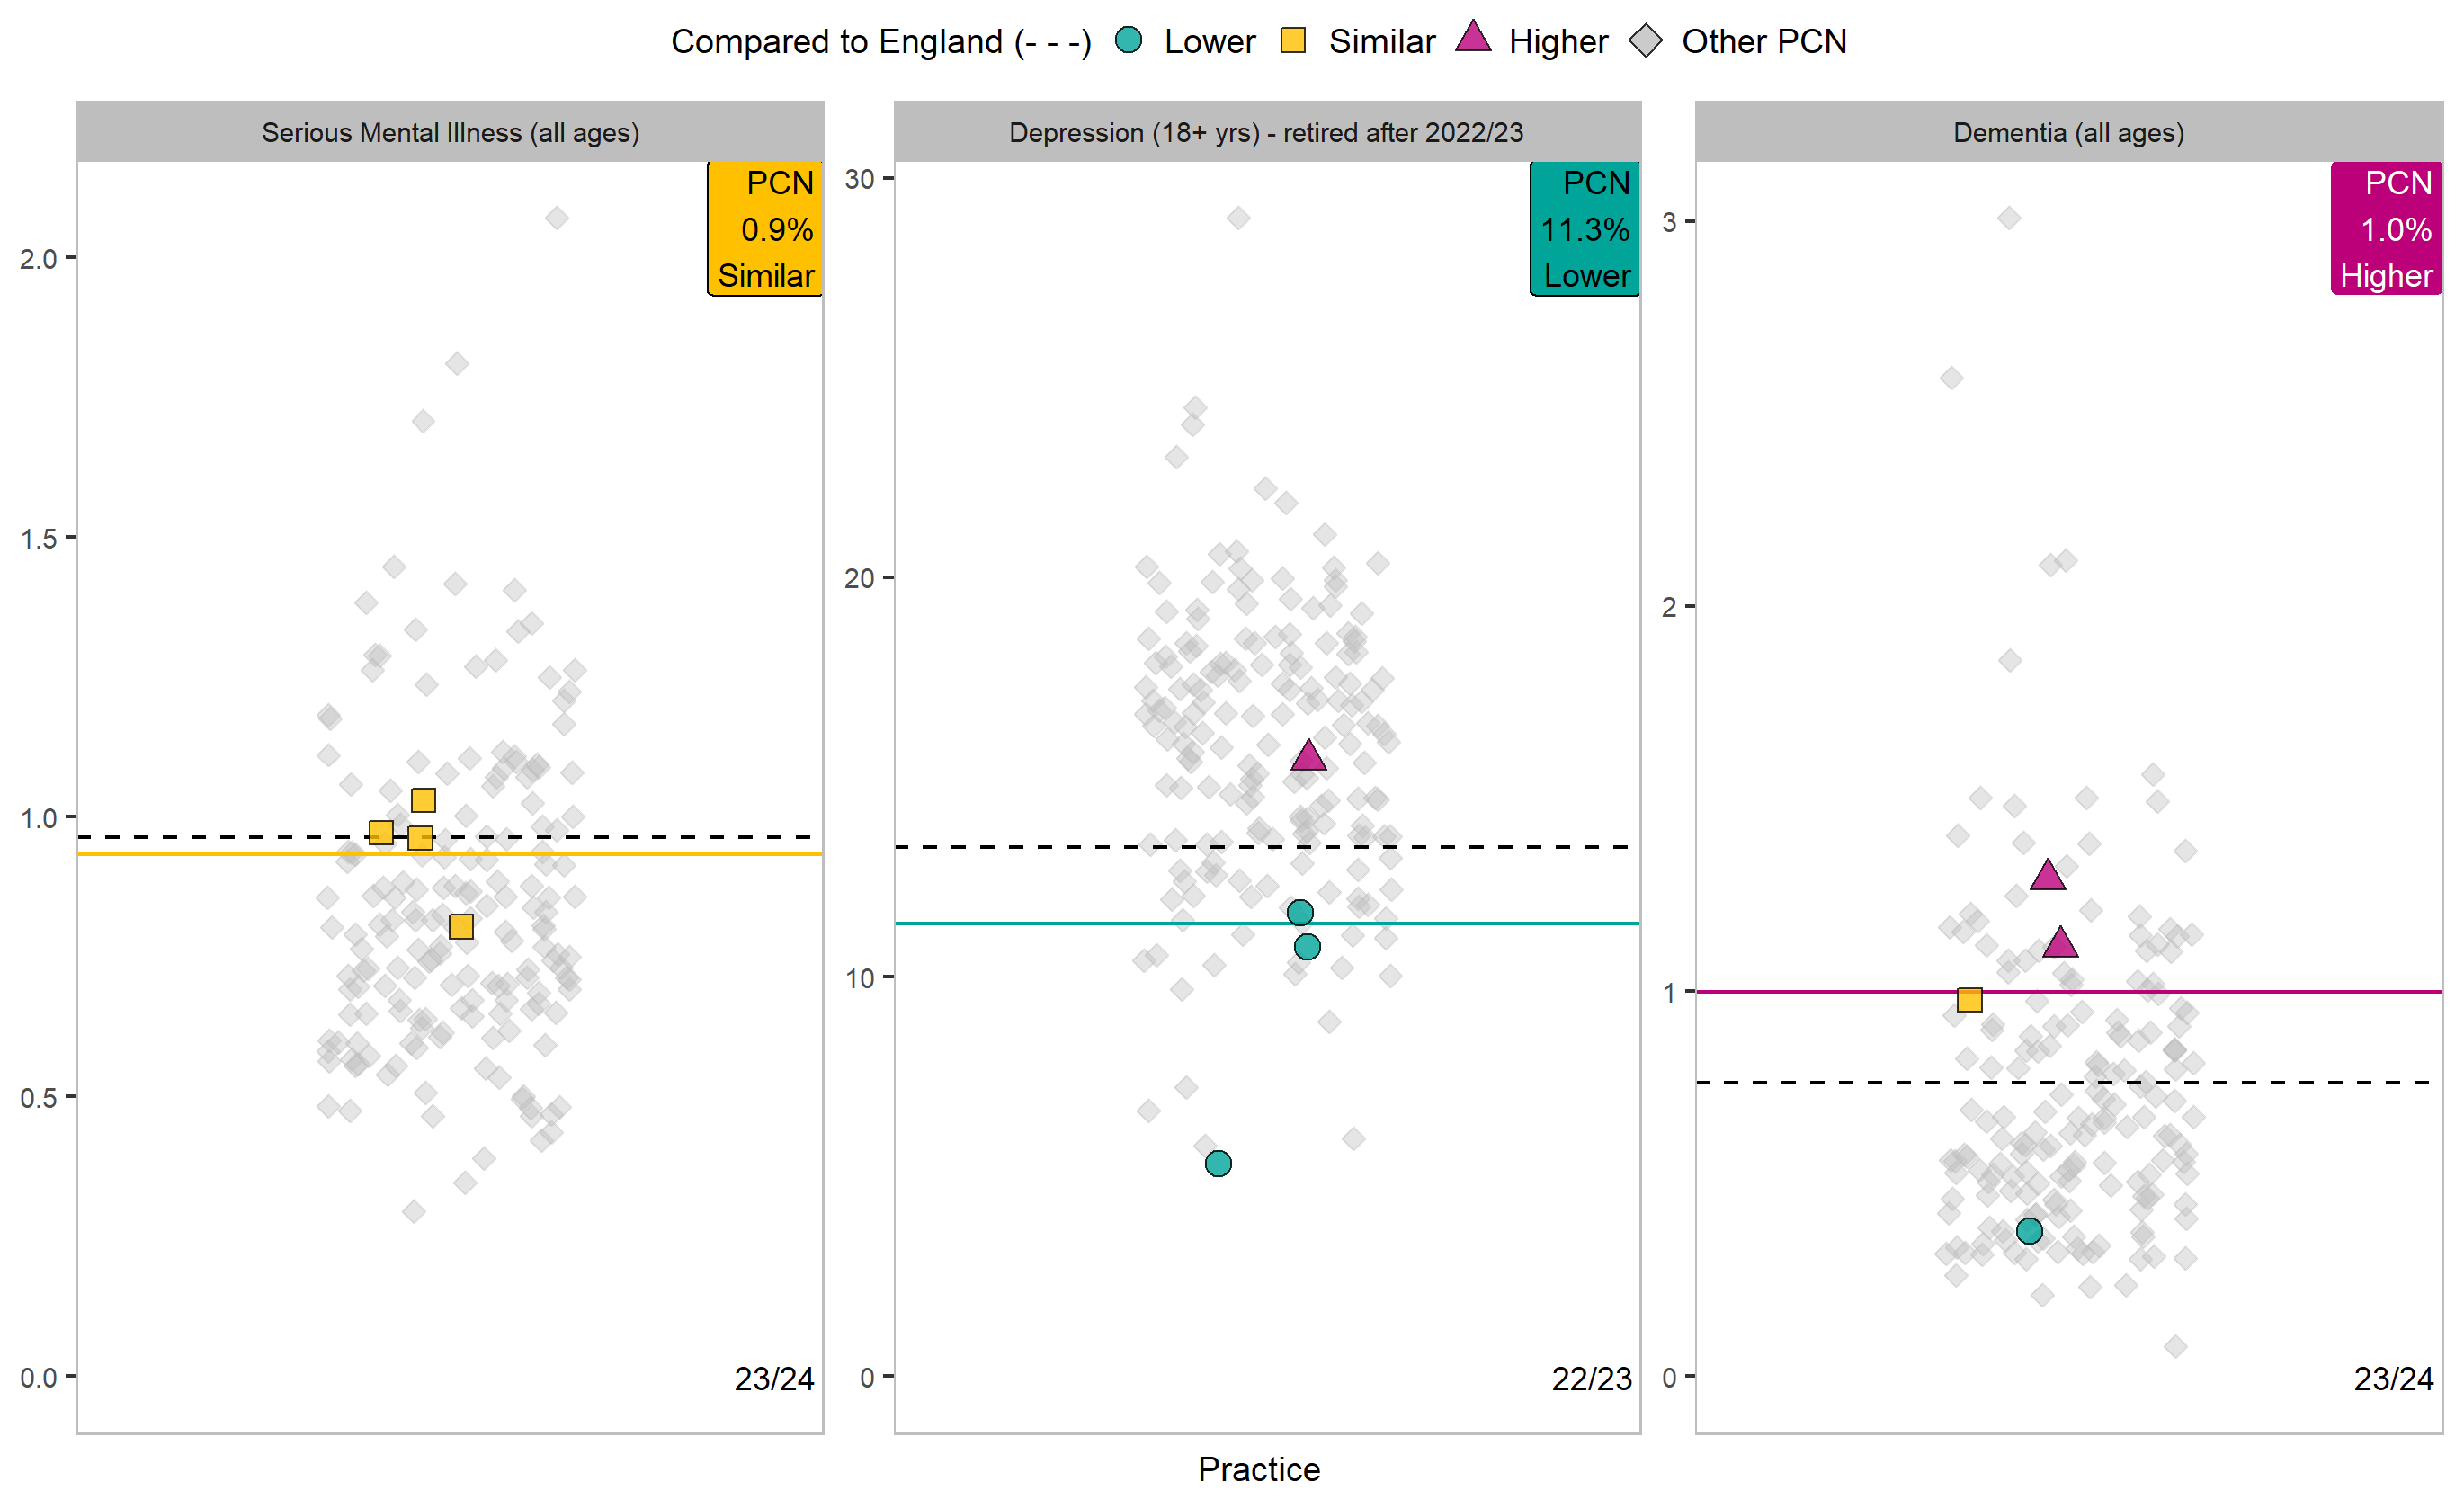 Compared to England (- - -) Lower Similar Higher Other PCN
Serious Mental Illness (all ages)
PCN
0.9%
Similar
2.0
1.5
1.0
0.5
0.0
23/24
Depression (18+ yrs) - retired after 2022/23
PCN
11.3%
Lower
30
20
10
0
22/23
Dementia (all ages)
PCN
1.0%
Higher
3
2
1
0
23/24
Practice